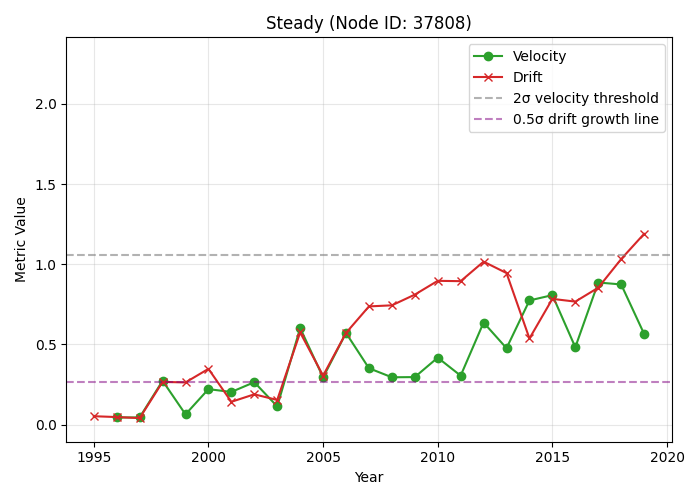 Steady (Node ID: 37808)
Velocity
Drift
2σ velocity threshold
0.5σ drift growth line
Metric Value
2.0
1.5
1.0
0.5
0.0
1995 2000 2005 2010 2015 2020
Year